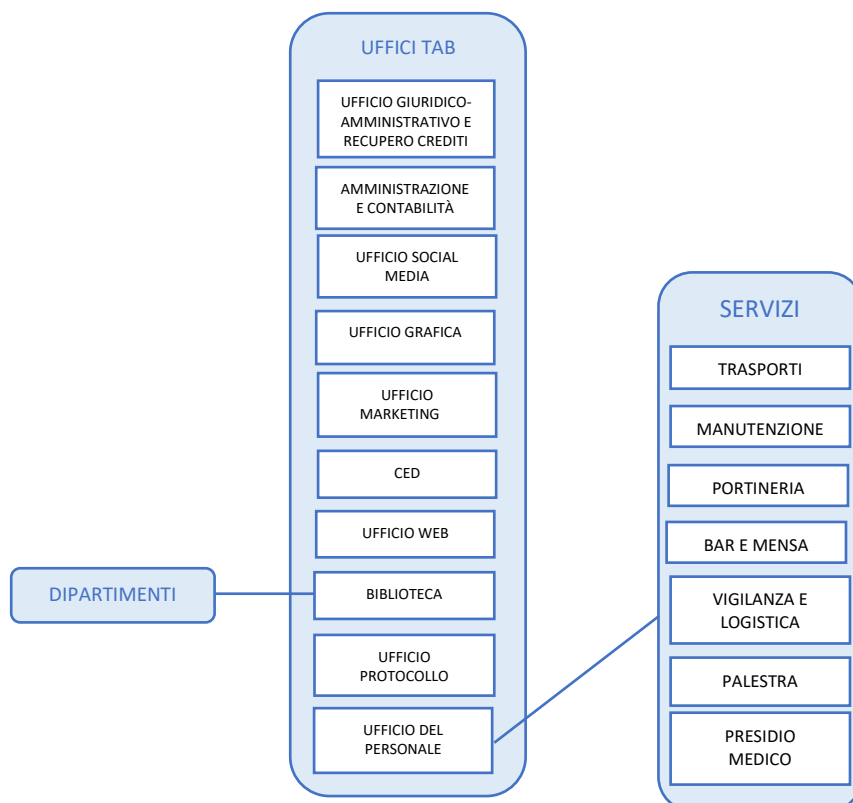 UFFICI TAB
UFFICIO GIURIDICO-
AMMINISTRATIVO E
RECUPERO CREDITI
AMMINISTRAZIONE
E CONTABILITÀ
UFFICIO SOCIAL
MEDIA
UFFICIO GRAFICA
UFFICIO
MARKETING
CED
UFFICIO WEB
DIPARTIMENTI
BIBLIOTECA
UFFICIO
PROTOCOLLO
UFFICIO DEL
PERSONALE
SERVIZI
TRASPORTI
MANUTENZIONE
PORTINERIA
BAR E MENSA
VIGILANZA E
LOGISTICA
PALESTRA
PRESIDIO
MEDICO